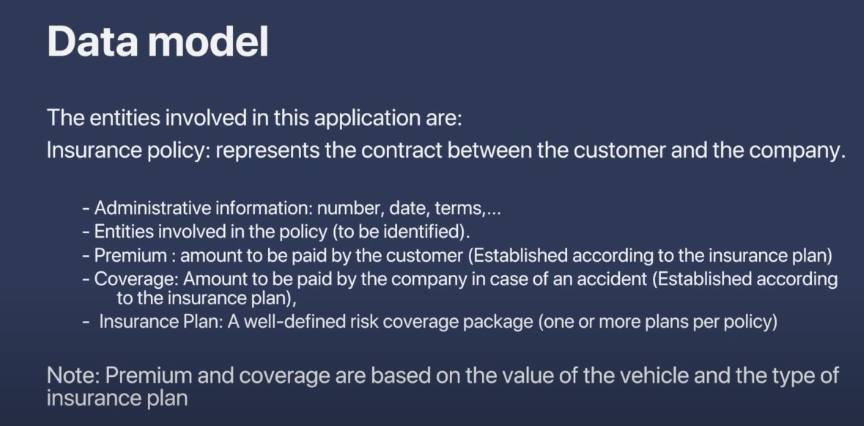 Data model
The entities involved in this application are:
Insurance policy: represents the contract between the customer and the company.
- Administrative information: number, date, terms,...
- Entities involved in the policy (to be identified).
- Premium : amount to be paid by the customer (Established according to the insurance plan)
- Coverage: Amount to be paid by the company in case of an accident (Established according
to the insurance plan),
- Insurance Plan: A well-defined risk coverage package (one or more plans per policy)
Note: Premium and coverage are based on the value of the vehicle and the type of
insurance plan